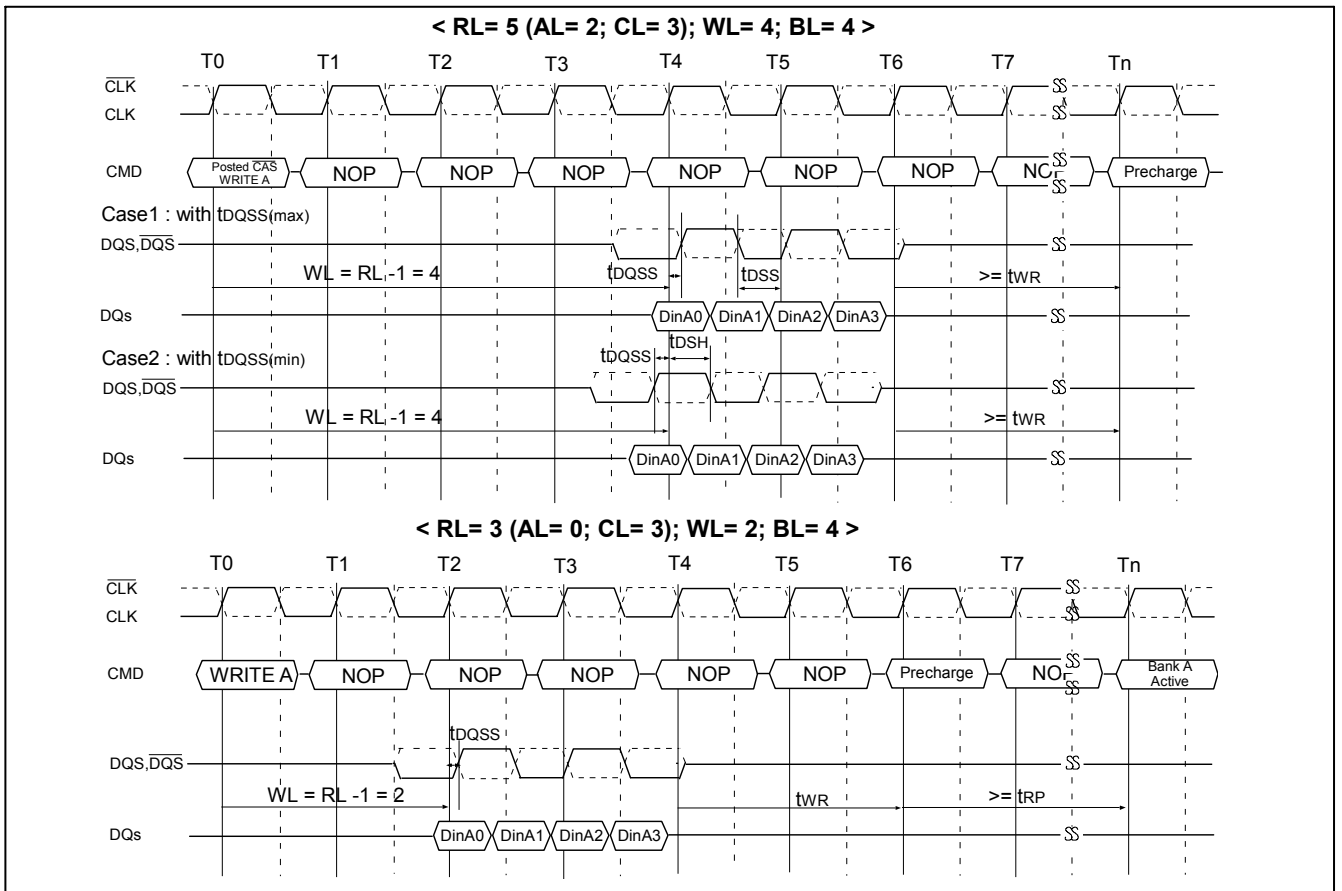 < RL= 5 (AL= 2; CL= 3); WL= 4; BL= 4 >
T0 T1 T2 T3 T4 T5 T6 T7 Tn
CLK
CLK
CMD Posted CAS WRITE A NOP NOP NOP NOP NOP NOP NOP Precharge
Case1 : with tDQSS(max)
DQS,DQS
WL = RL -1 = 4 tDQSS tDSS >= tWR
DQs DinA0 DinA1 DinA2 DinA3
Case2 : with tDQSS(min) tDQSS tDSH
DQS,DQS
WL = RL -1 = 4 >= tWR
DQs DinA0 DinA1 DinA2 DinA3
< RL= 3 (AL= 0; CL= 3); WL= 2; BL= 4 >
T0 T1 T2 T3 T4 T5 T6 T7 Tn
CLK
CLK
CMD WRITE A NOP NOP NOP NOP NOP Precharge NOP Bank A Active
tDQSS
DQS,DQS
WL = RL -1 = 2 tWR >= tRP
DQs DinA0 DinA1 DinA2 DinA3